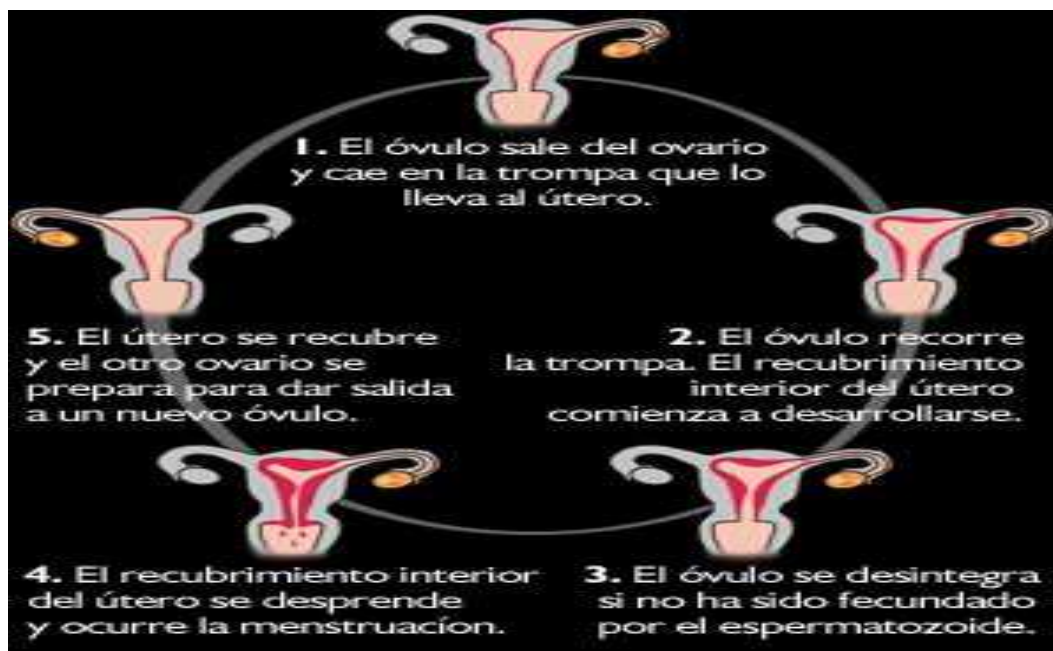 1. El óvulo sale del ovario
y cae en la trompa que lo
lleva al útero.
2. El óvulo recorre
la trompa. El recubrimiento
interior del útero
comienza a desarrollarse.
3. El óvulo se desintegra
si no ha sido fecundado
por el espermatozoide.
4. El recubrimiento interior
del útero se desprende
y ocurre la menstruacíon.
5. El útero se recubre
y el otro ovario se
prepara para dar salida
a un nuevo óvulo.